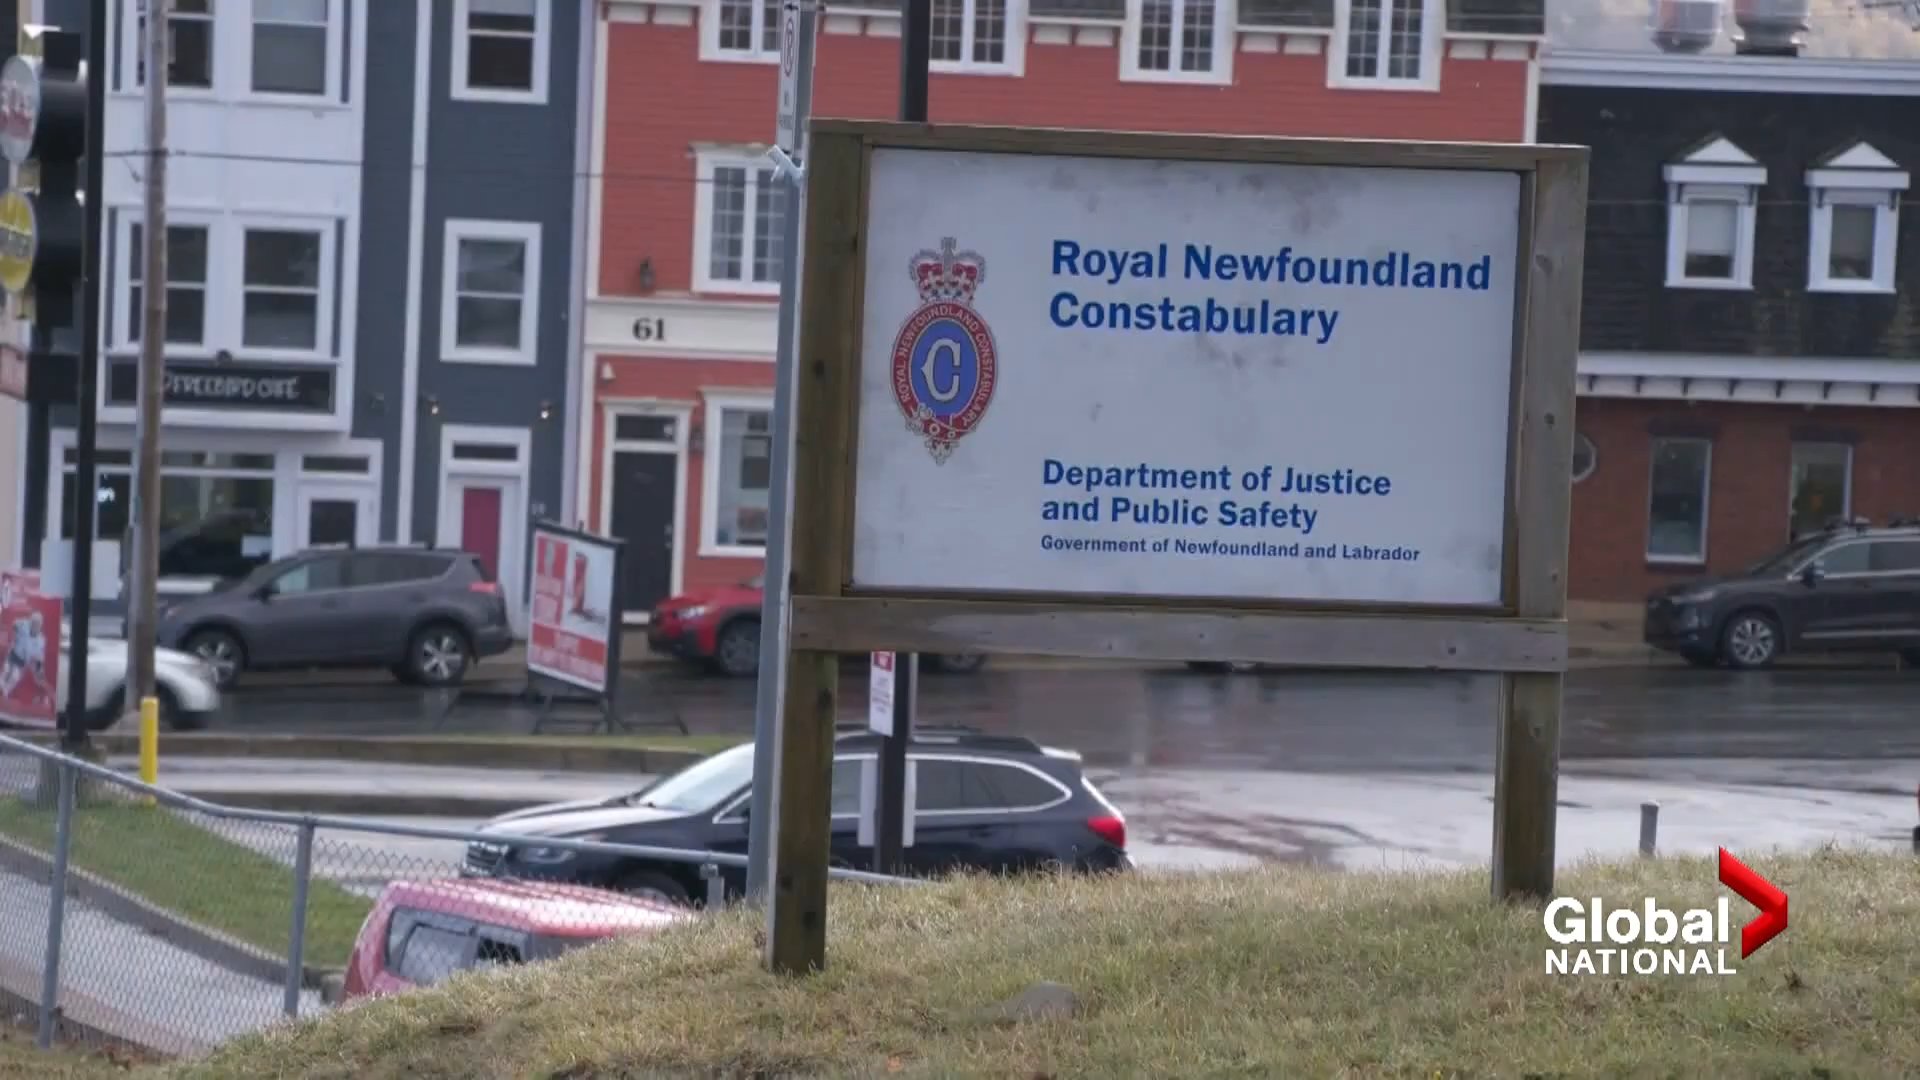 Royal Newfoundland
Constabulary
ROYAL NEWFOUNDLAND CONSTABULARY
C
Department of Justice
and Public Safety
Government of Newfoundland and Labrador
61
Global
NATIONAL